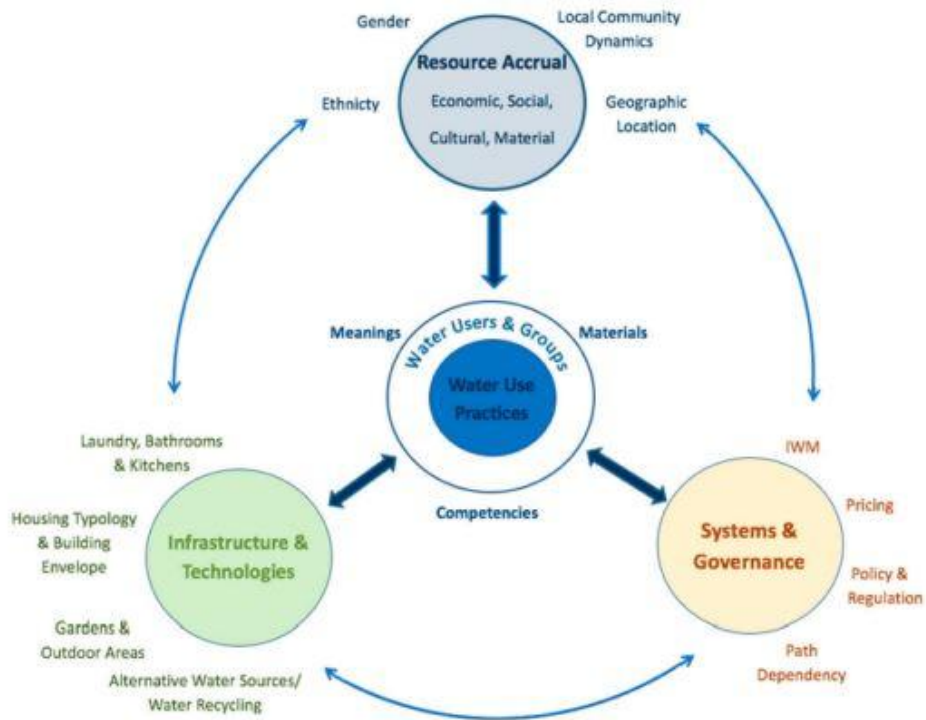 Gender
Local Community
Dynamics
Resource Accrual
Economic, Social,
Cultural, Material
Ethnicty
Geographic
Location
Meanings
Water Users & Groups
Materials
Water Use
Practices
Competencies
Laundry, Bathrooms
& Kitchens
Housing Typology
& Building
Envelope
Infrastructure &
Technologies
Gardens &
Outdoor Areas
Alternative Water Sources/
Water Recycling
IWM
Pricing
Systems &
Governance
Policy &
Regulation
Path
Dependency